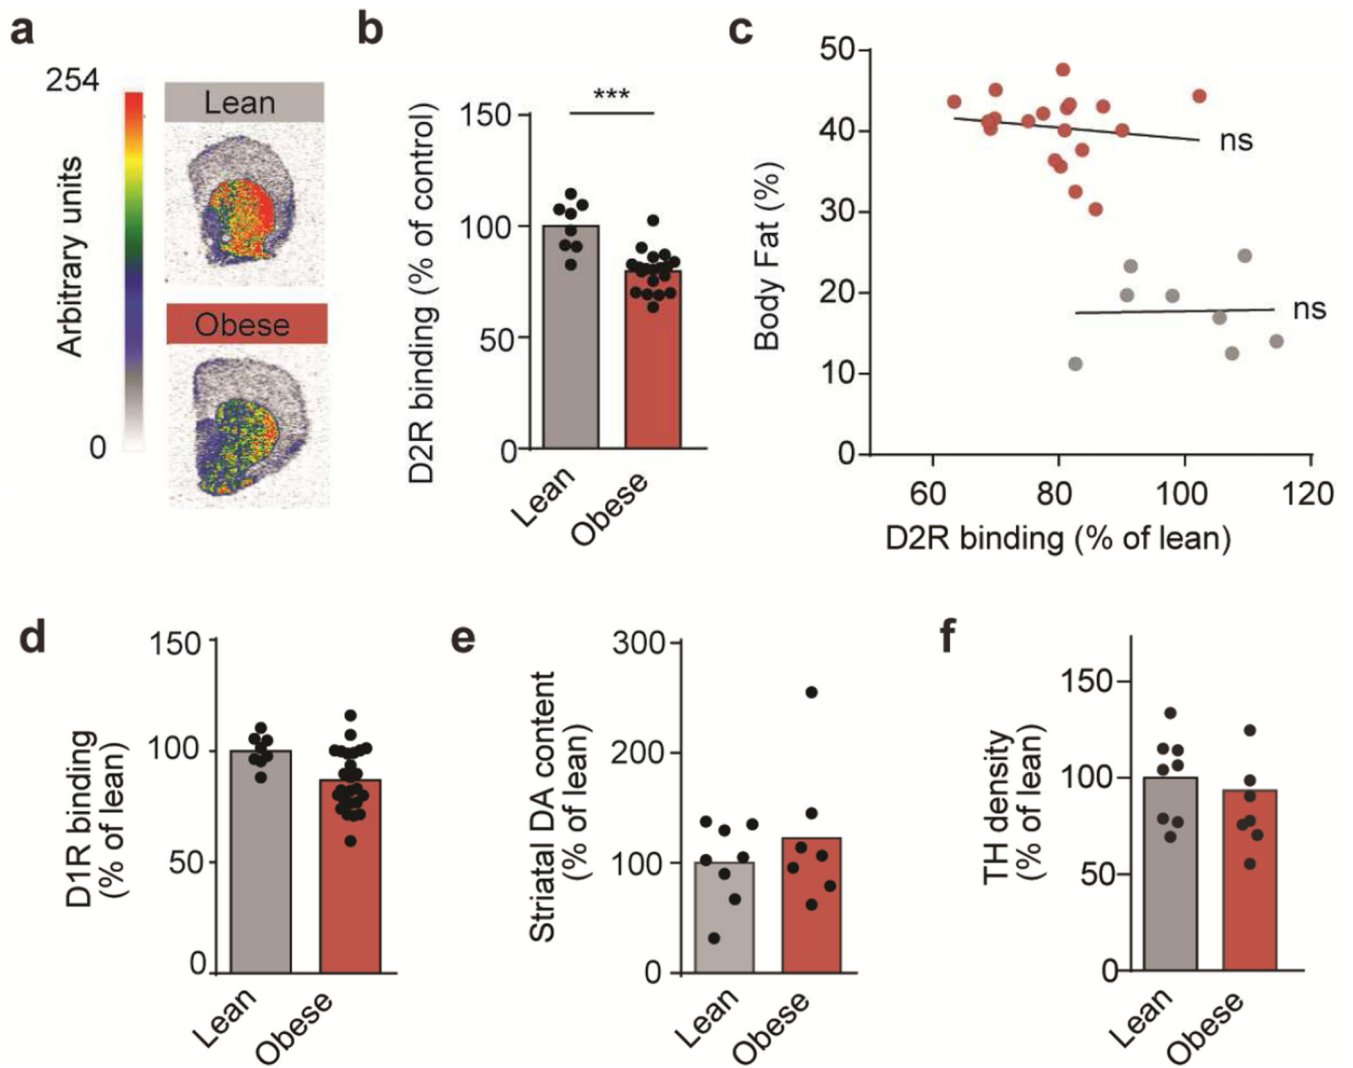 a
254
Arbitrary units
0
Lean
Obese
b
***
D2R binding (% of control)
150
100
50
0
Lean
Obese
c
Body Fat (%)
50
40
30
20
10
0
ns
ns
60 80 100 120
D2R binding (% of lean)
d
D1R binding
(% of lean)
150
100
50
0
Lean
Obese
e
Striatal DA content
(% of lean)
300
200
100
0
Lean
Obese
f
TH density
(% of lean)
150
100
50
0
Lean
Obese